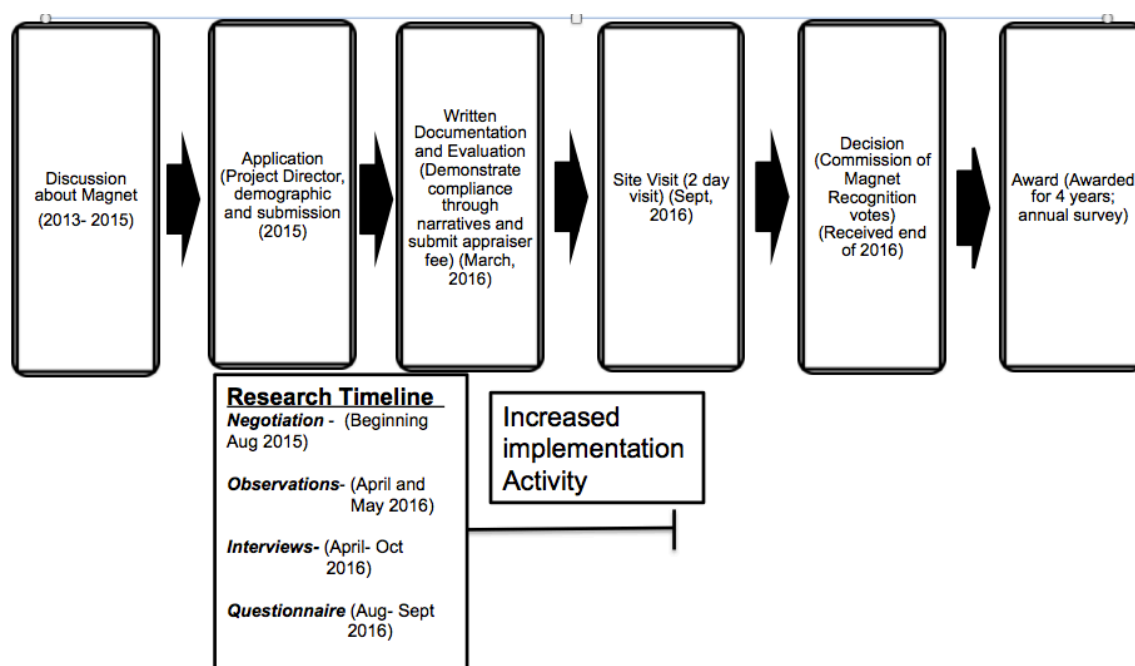 Discussion
about Magnet
(2013- 2015)
Application
(Project Director,
demographic
and submission
(2015)
Written
Documentation
and Evaluation
(Demonstrate
compliance
through
narratives and
submit appraiser
fee) (March,
2016)
Site Visit (2 day
visit) (Sept,
2016)
Decision
(Commission of
Magnet
Recognition
votes)
(Received end
of 2016)
Award (Awarded
for 4 years;
annual survey)
Research Timeline
Negotiation - (Beginning
Aug 2015)
Observations- (April and
May 2016)
Interviews- (April- Oct
2016)
Questionnaire (Aug- Sept
2016)
Increased
implementation
Activity